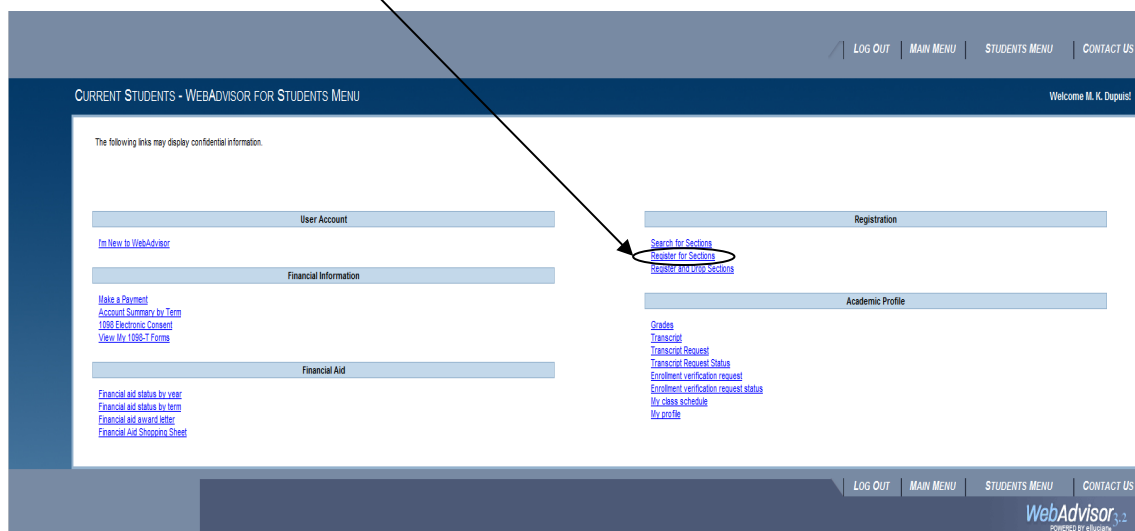 LOG OUT MAIN MENU STUDENTS MENU CONTACT US
CURRENT STUDENTS - WEBADVISOR FOR STUDENTS MENU Welcome M. K. Dupuis!
The following links may display confidential information.
User Account
I'm New to WebAdvisor
Financial Information
Make a Payment
Account Summary by Term
1098 Electronic Consent
View My 1098-T Forms
Financial Aid
Financial aid status by year
Financial aid status by term
Financial aid award letter
Financial Aid Shopping Sheet
Registration
Search for Sections
Register for Sections
Register and Drop Sections
Academic Profile
Grades
Transcript
Transcript Request
Transcript Request Status
Enrollment verification request
Enrollment verification request status
My class schedule
My profile
LOG OUT MAIN MENU STUDENTS MENU CONTACT US
WebAdvisor 3.2
POWERED BY ellucian